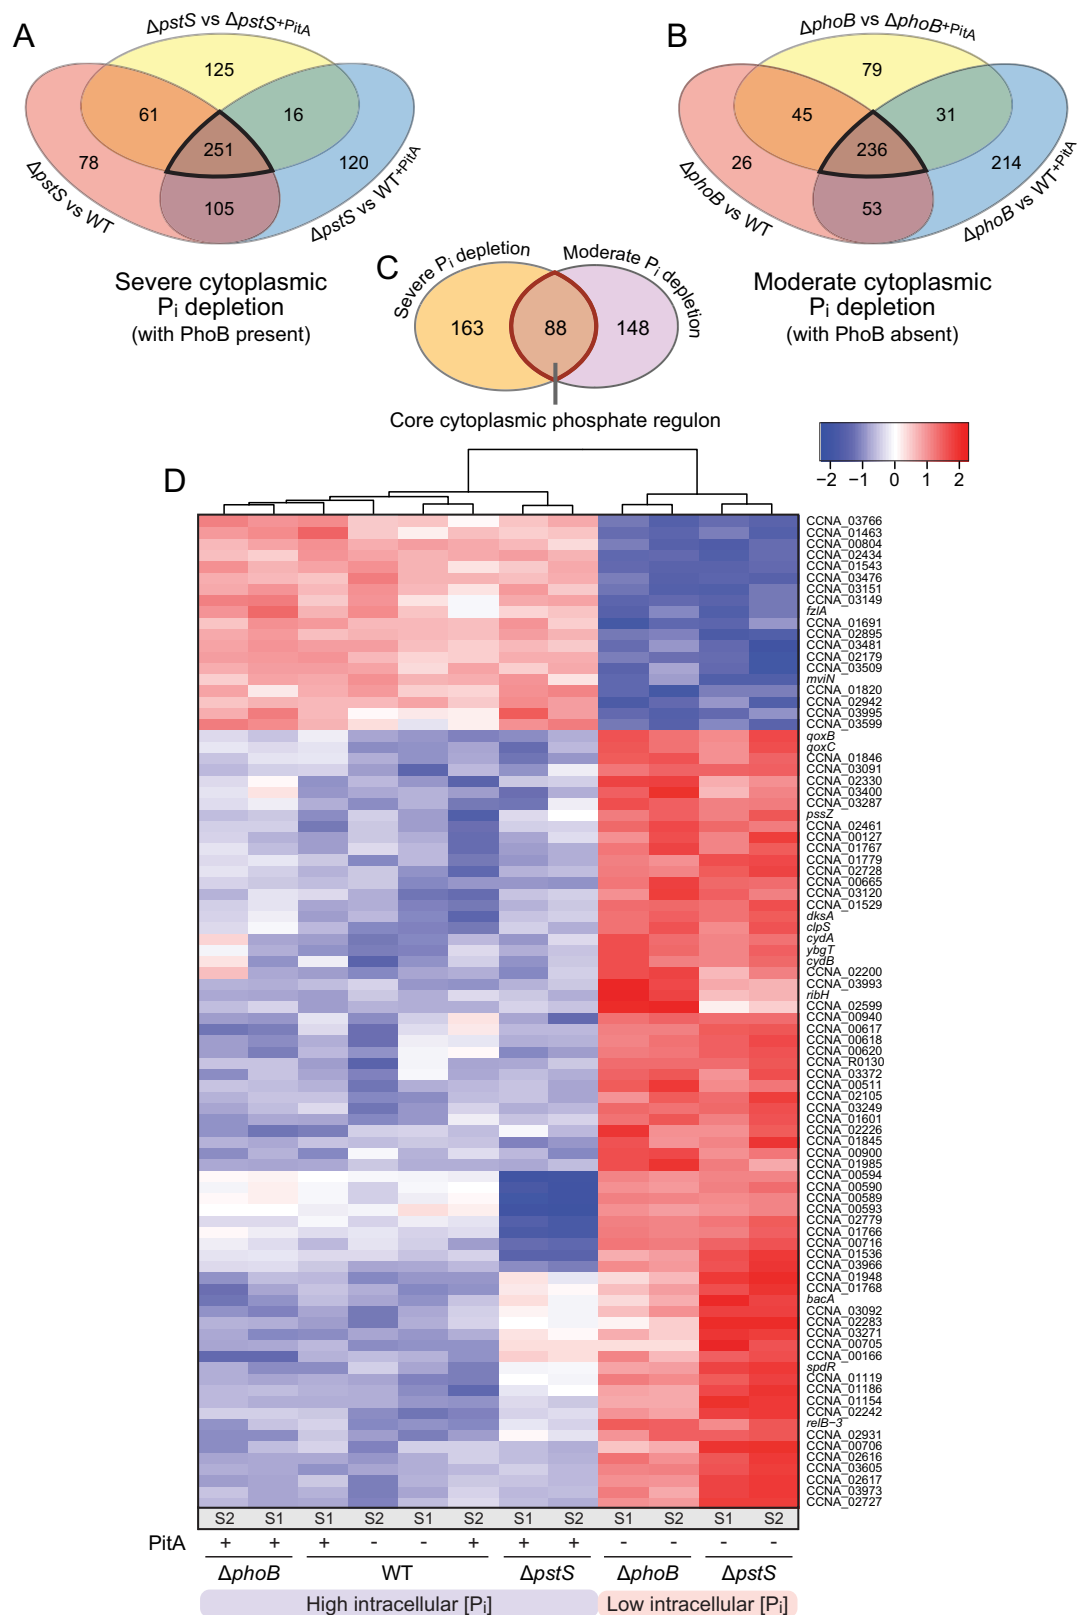 A
ΔpstS vs ΔpstS+PitA
125
61
16
251
78
120
105
ΔpstS vs WT
ΔpstS vs WT+PitA
Severe cytoplasmic
Pi depletion
(with PhoB present)
B
ΔphoB vs ΔphoB+PitA
79
45
31
236
26
214
53
ΔphoB vs WT
ΔphoB vs WT+PitA
Moderate cytoplasmic
Pi depletion
(with PhoB absent)
C
Severe Pi depletion
Moderate Pi depletion
163
88
148
Core cytoplasmic phosphate regulon
−2 −1 0 1 2
D
CCNA_03766
CCNA_01463
CCNA_00804
CCNA_02434
CCNA_01543
CCNA_03476
CCNA_03151
CCNA_03149
fzlA
CCNA_01691
CCNA_02895
CCNA_03481
CCNA_02179
CCNA_03509
mviN
CCNA_01820
CCNA_02942
CCNA_03995
CCNA_03599
qoxB
qoxC
CCNA_01846
CCNA_03091
CCNA_02330
CCNA_03400
CCNA_03287
pssZ
CCNA_02461
CCNA_00127
CCNA_01767
CCNA_01779
CCNA_02728
CCNA_00665
CCNA_03120
CCNA_01529
dksA
clpS
cydA
ybgT
cydB
CCNA_02200
CCNA_03993
ribH
CCNA_02599
CCNA_00940
CCNA_00617
CCNA_00618
CCNA_00620
CCNA_R0130
CCNA_03372
CCNA_00511
CCNA_02105
CCNA_03249
CCNA_01601
CCNA_02226
CCNA_01845
CCNA_00900
CCNA_01985
CCNA_00594
CCNA_00590
CCNA_00589
CCNA_00593
CCNA_02779
CCNA_01766
CCNA_00716
CCNA_01536
CCNA_03966
CCNA_01948
CCNA_01768
bacA
CCNA_03092
CCNA_02283
CCNA_03271
CCNA_00705
CCNA_00166
spdR
CCNA_01119
CCNA_01186
CCNA_01154
CCNA_02242
relB−3
CCNA_02931
CCNA_00706
CCNA_02616
CCNA_03605
CCNA_02617
CCNA_03973
CCNA_02727
S2 S1 S1 S2 S1 S2 S1 S2 S1 S2 S1 S2
PitA + + + - - + + + - - - -
ΔphoB WT ΔpstS ΔphoB ΔpstS
High intracellular [Pi] Low intracellular [Pi]